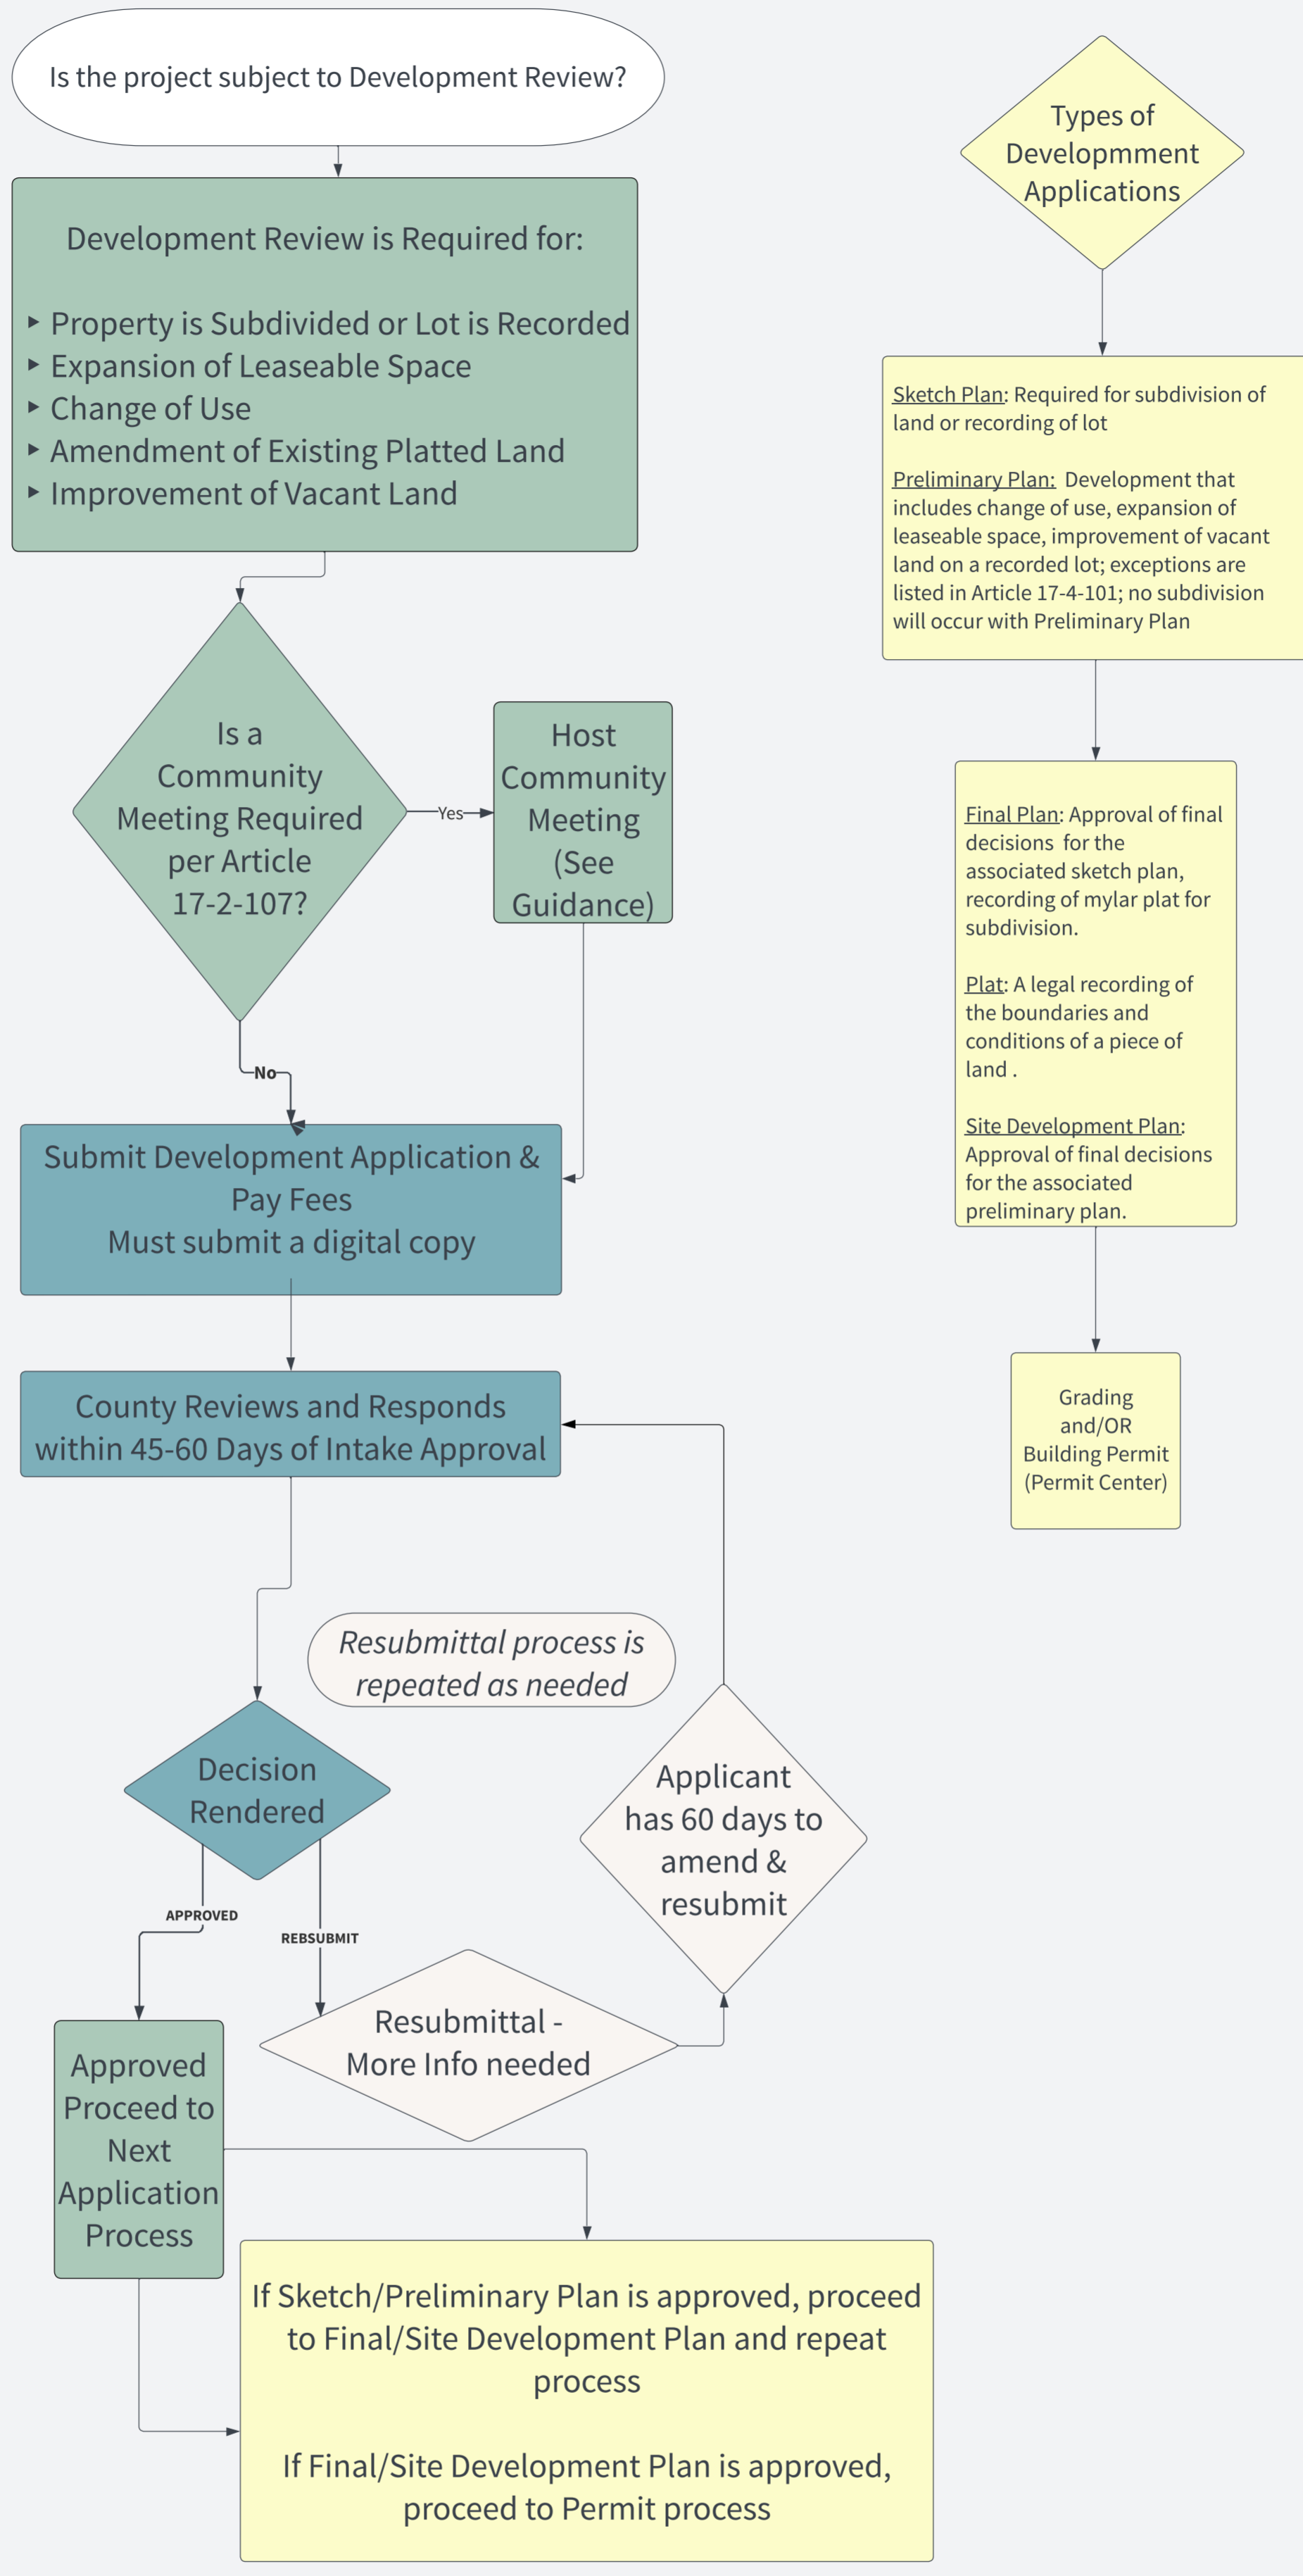 Is the project subject to Development Review?
Development Review is Required for:
‣ Property is Subdivided or Lot is Recorded
‣ Expansion of Leaseable Space
‣ Change of Use
‣ Amendment of Existing Platted Land
‣ Improvement of Vacant Land
Is a
Community
Meeting Required
per Article
17-2-107?
Yes
Host
Community
Meeting
(See
Guidance)
No
Submit Development Application &
Pay Fees
Must submit a digital copy
County Reviews and Responds
within 45-60 Days of Intake Approval
Resubmittal process is
repeated as needed
Decision
Rendered
Applicant
has 60 days to
amend &
resubmit
APPROVED
REBSUBMIT
Resubmittal -
More Info needed
Approved
Proceed to
Next
Application
Process
If Sketch/Preliminary Plan is approved, proceed
to Final/Site Development Plan and repeat
process
If Final/Site Development Plan is approved,
proceed to Permit process
Types of
Developmment
Applications
Sketch Plan: Required for subdivision of
land or recording of lot
Preliminary Plan: Development that
includes change of use, expansion of
leaseable space, improvement of vacant
land on a recorded lot; exceptions are
listed in Article 17-4-101; no subdivision
will occur with Preliminary Plan
Final Plan: Approval of final
decisions for the
associated sketch plan,
recording of mylar plat for
subdivision.
Plat: A legal recording of
the boundaries and
conditions of a piece of
land .
Site Development Plan:
Approval of final decisions
for the associated
preliminary plan.
Grading
and/OR
Building Permit
(Permit Center)